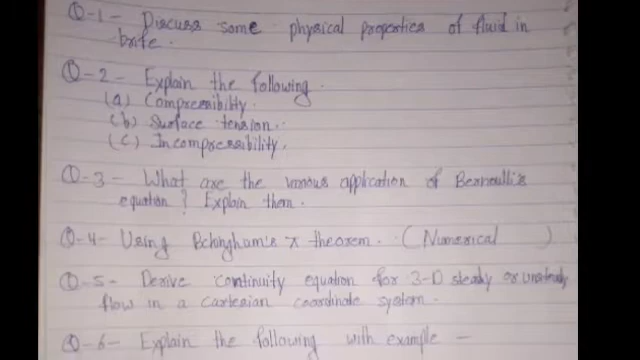 Q-1- Discuss some physical properties of fluid in
brife.
Q-2- Explain the following.
(a) Compressibility.
(b) Surface tension.
(c) Incompressibility.
Q-3- What are the various application of Bernoulli's
equation? Explain them.
Q-4- Using Bchingham's π theorem. (Numerical )
Q-5- Derive continuity equation for 3-D steady or unsteady
flow in a cartesian coordinate system.
Q-6- Explain the following with example -